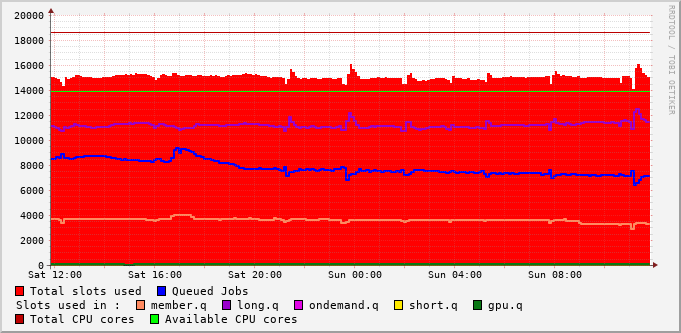 20000
18000
16000
14000
12000
10000
8000
6000
4000
2000
0
Sat 12:00 Sat 16:00 Sat 20:00 Sun 00:00 Sun 04:00 Sun 08:00
Total slots used Queued Jobs
Slots used in : member.q long.q ondemand.q short.q gpu.q
Total CPU cores Available CPU cores
RRDTOOL / TOBI OETIKER